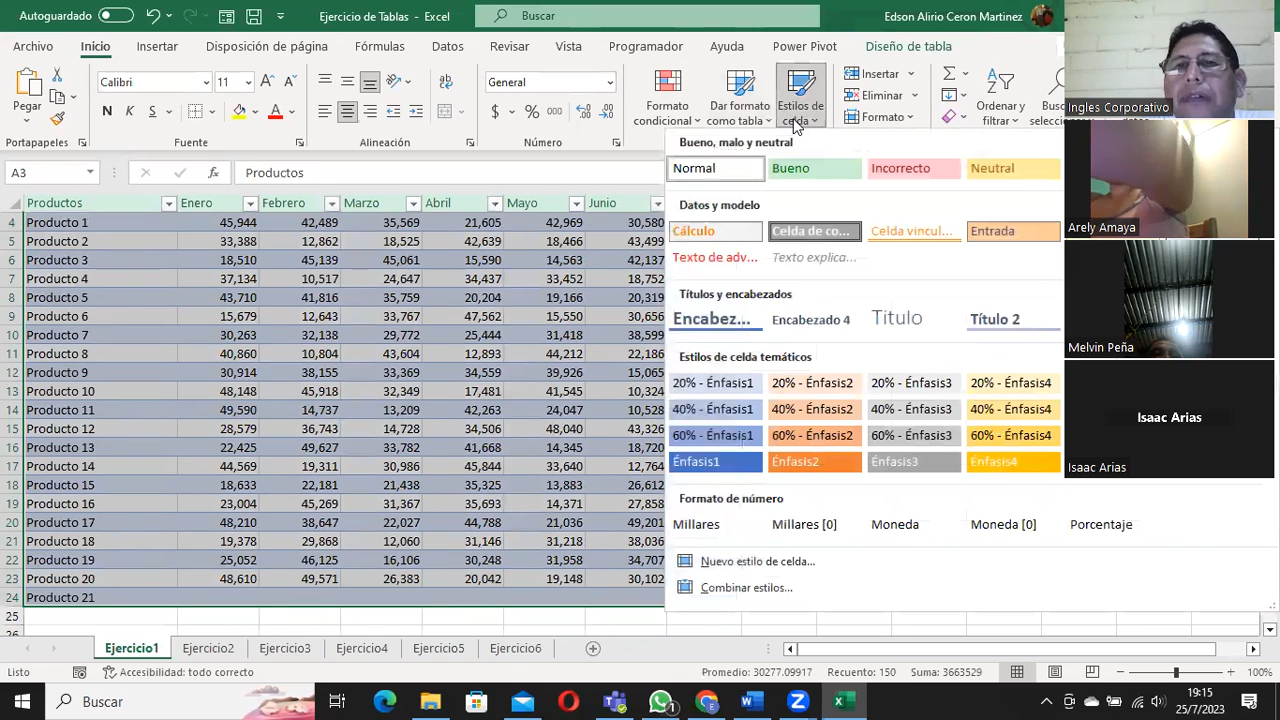 Autoguardado
Ejercicio de Tablas - Excel
Buscar
Edson Alirio Ceron Martinez
Archivo Inicio Insertar Disposición de página Fórmulas Datos Revisar Vista Programador Ayuda Power Pivot Diseño de tabla
Pegar
Calibri 11
N K S
General
$ % 000
Formato condicional
Dar formato como tabla
Estilos de celda
Insertar
Eliminar
Formato
Ordenar y filtrar
Portapapeles Fuente Alineación Número
A3 fx Productos
Productos Enero Febrero Marzo Abril Mayo Junio
4 Producto 1 45,944 42,489 35,569 21,605 42,969 30,580
5 Producto 2 33,388 12,862 18,525 42,639 18,466 43,499
6 Producto 3 18,510 45,139 45,061 15,590 14,563 42,137
7 Producto 4 37,134 10,517 24,647 34,437 33,452 18,752
8 Producto 5 43,710 41,816 35,759 20,204 19,166 20,319
9 Producto 6 15,679 12,643 33,767 47,562 15,550 30,656
10 Producto 7 30,263 32,138 29,772 25,444 31,418 38,599
11 Producto 8 40,860 10,804 43,604 12,893 44,212 22,186
12 Producto 9 30,914 38,155 33,369 34,559 39,926 15,065
13 Producto 10 48,148 45,918 32,349 17,481 41,545 34,135
14 Producto 11 49,590 14,737 13,209 42,263 24,047 10,528
15 Producto 12 28,579 36,743 14,728 34,506 48,040 43,326
16 Producto 13 22,425 49,627 33,782 41,668 14,345 18,720
17 Producto 14 44,569 19,311 30,986 45,844 33,640 12,764
18 Producto 15 18,633 22,181 21,438 35,325 13,883 26,612
19 Producto 16 23,004 45,269 31,367 35,693 14,371 27,858
20 Producto 17 48,210 38,647 22,027 44,788 21,036 49,201
21 Producto 18 19,378 29,868 12,060 31,146 31,218 38,036
22 Producto 19 25,052 46,125 16,106 30,248 31,958 34,707
23 Producto 20 48,610 49,571 26,383 20,042 19,148 30,102
24 Producto 21
25
Bueno, malo y neutral
Normal Bueno Incorrecto Neutral
Datos y modelo
Cálculo Celda de co... Celda vincul... Entrada
Texto de adv... Texto explica...
Títulos y encabezados
Encabez... Encabezado 4 Título Título 2
Estilos de celda temáticos
20% - Énfasis1 20% - Énfasis2 20% - Énfasis3 20% - Énfasis4
40% - Énfasis1 40% - Énfasis2 40% - Énfasis3 40% - Énfasis4
60% - Énfasis1 60% - Énfasis2 60% - Énfasis3 60% - Énfasis4
Énfasis1 Énfasis2 Énfasis3 Énfasis4
Formato de número
Millares Millares [0] Moneda Moneda [0] Porcentaje
Nuevo estilo de celda...
Combinar estilos...
Ingles Corporativo
Arely Amaya
Melvin Peña
Isaac Arias
Isaac Arias
Ejercicio1 Ejercicio2 Ejercicio3 Ejercicio4 Ejercicio5 Ejercicio6
Listo Accesibilidad: todo correcto Promedio: 30277.09917 Recuento: 150 Suma: 3663529 100%
Buscar
19:15
25/7/2023